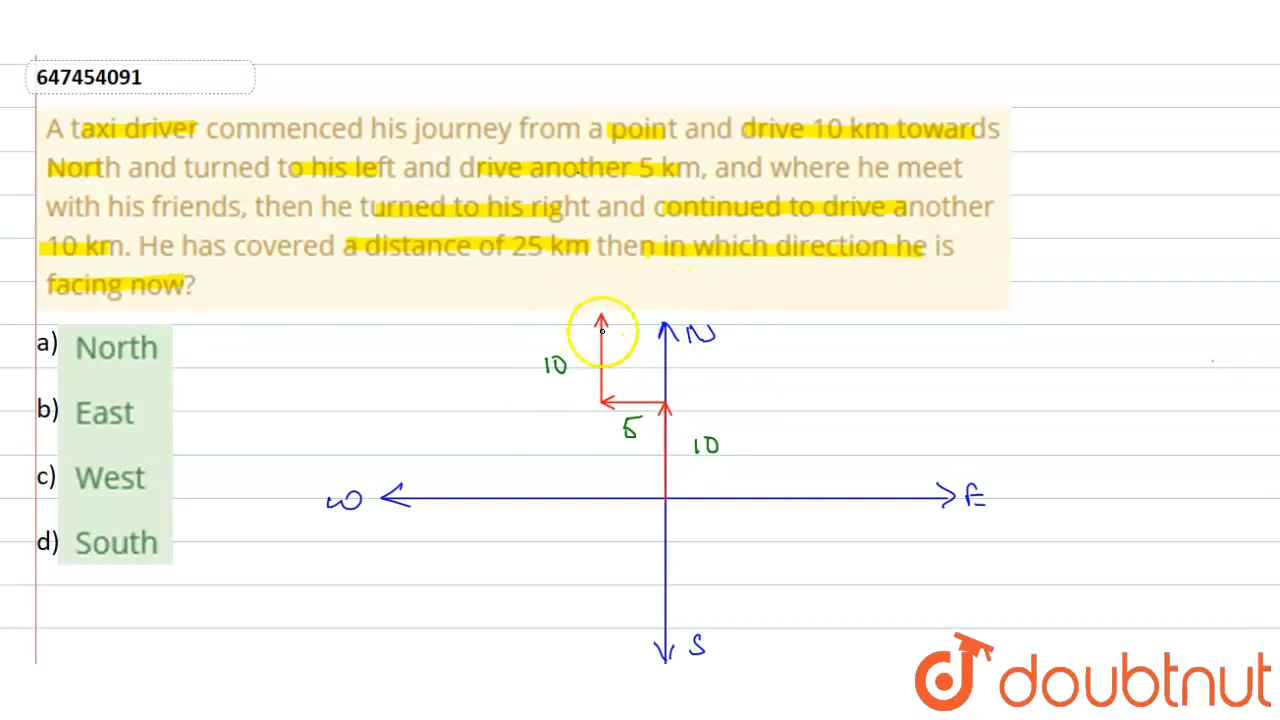 647454091
A taxi driver commenced his journey from a point and drive 10 km towards
North and turned to his left and drive another 5 km, and where he meet
with his friends, then he turned to his right and continued to drive another
10 km. He has covered a distance of 25 km then in which direction he is
facing now?
a) North
b) East
c) West
d) South
N
10
5
10
W
E
S
doubtnut